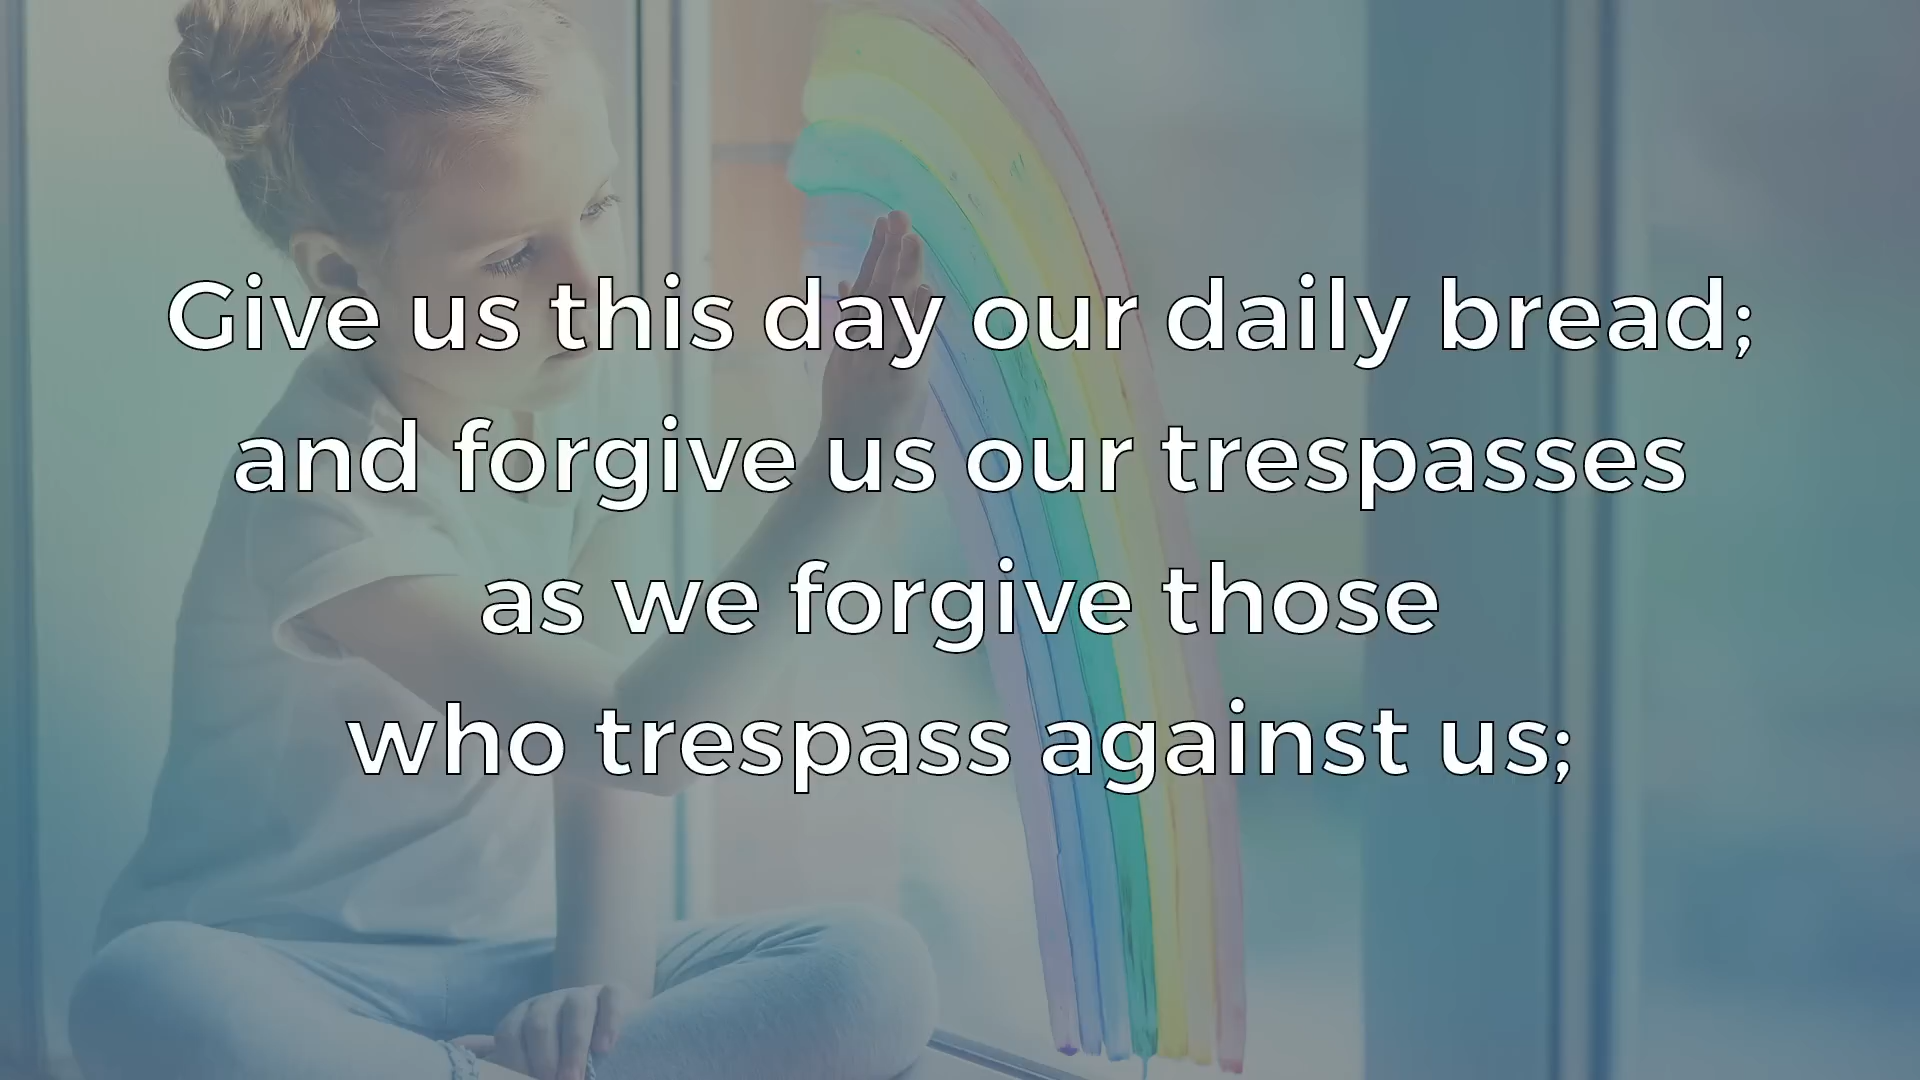 Give us this day our daily bread;
and forgive us our trespasses
as we forgive those
who trespass against us;